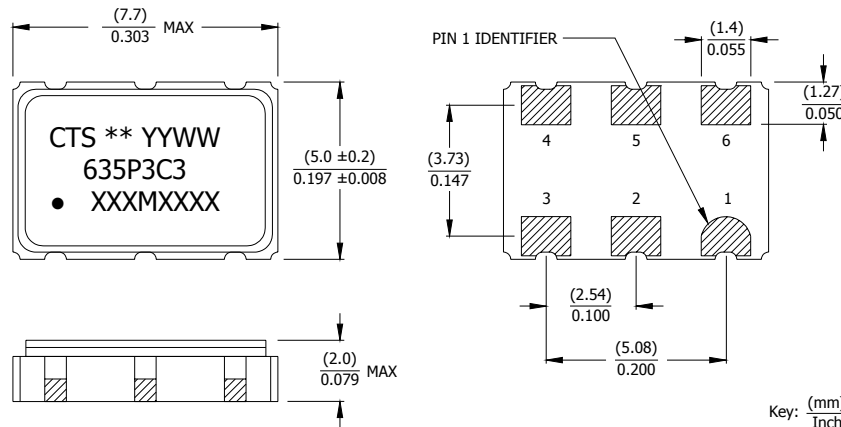 (7.7)
0.303
MAX
CTS ** YYWW
635P3C3
• XXXMXXXX
(5.0 ±0.2)
0.197 ±0.008
(2.0)
0.079
MAX
PIN 1 IDENTIFIER
(1.4)
0.055
(1.27)
0.050
4 5 6
(3.73)
0.147
3 2 1
(2.54)
0.100
(5.08)
0.200
Key: (mm)
Inch